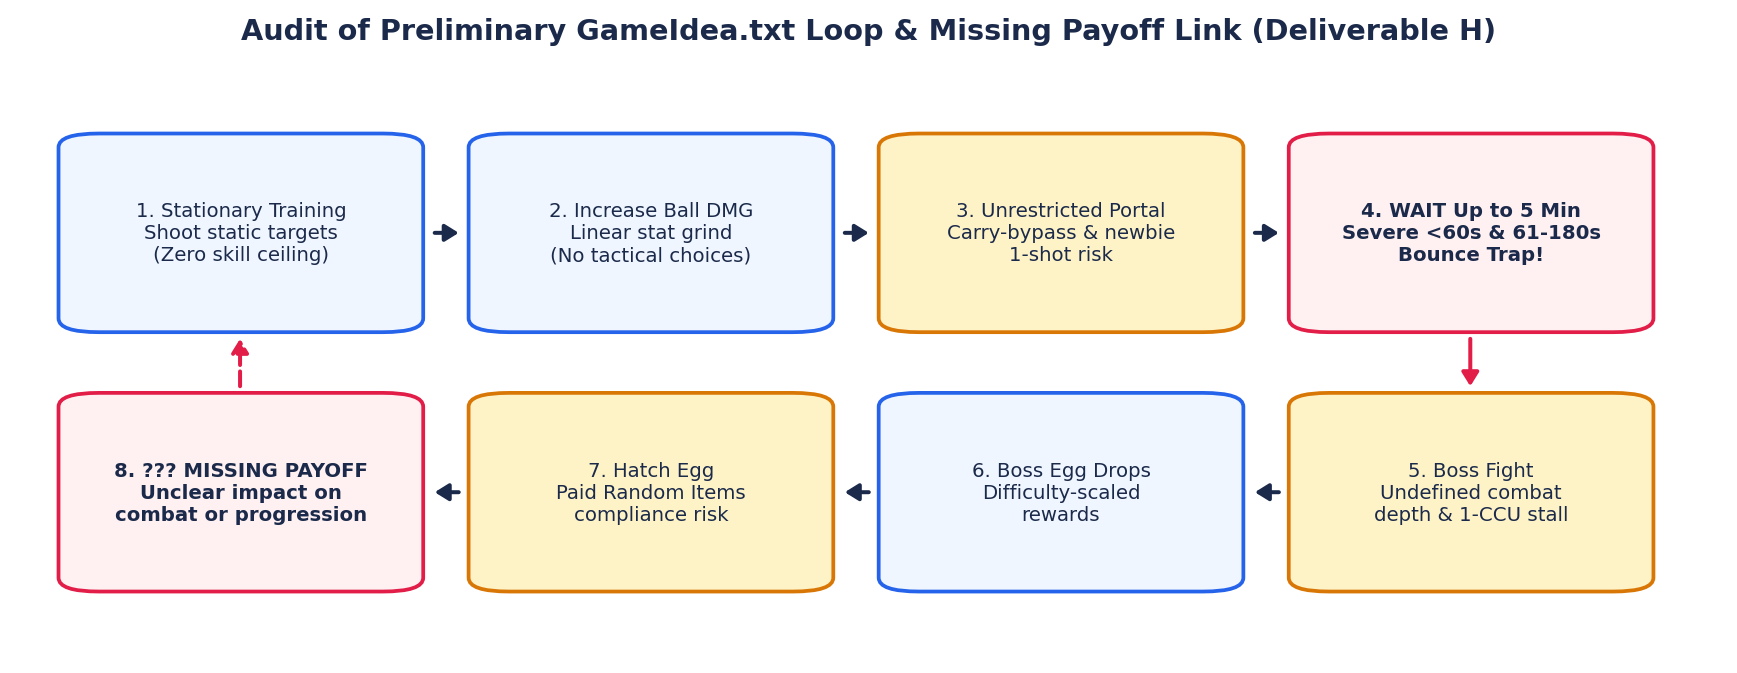 Audit of Preliminary GameIdea.txt Loop & Missing Payoff Link (Deliverable H)
1. Stationary Training
Shoot static targets
(Zero skill ceiling)
2. Increase Ball DMG
Linear stat grind
(No tactical choices)
3. Unrestricted Portal
Carry-bypass & newbie
1-shot risk
4. WAIT Up to 5 Min
Severe <60s & 61-180s
Bounce Trap!
5. Boss Fight
Undefined combat
depth & 1-CCU stall
6. Boss Egg Drops
Difficulty-scaled
rewards
7. Hatch Egg
Paid Random Items
compliance risk
8. ??? MISSING PAYOFF
Unclear impact on
combat or progression